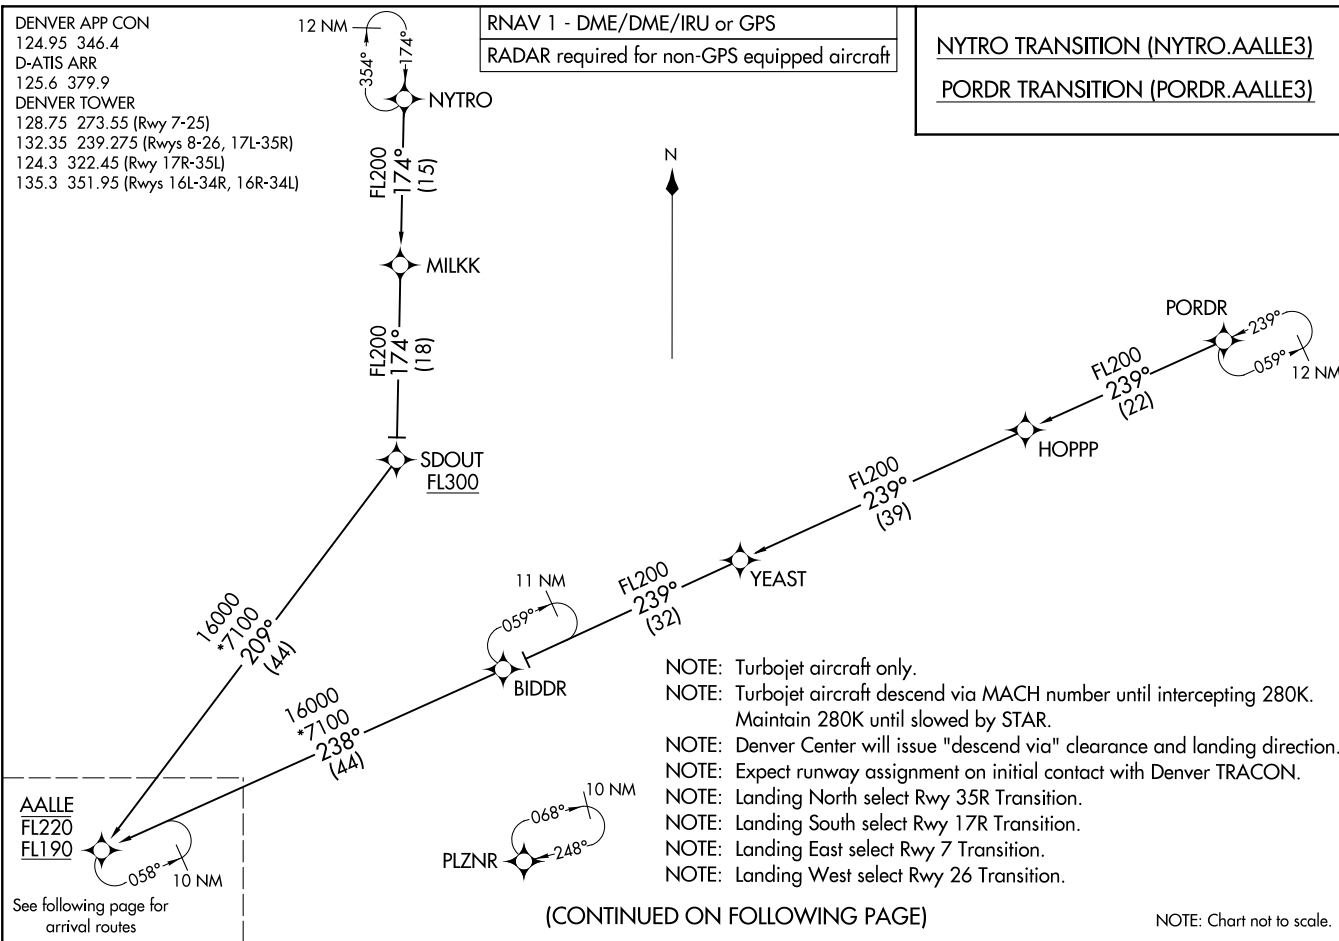 DENVER APP CON
124.95 346.4
D-ATIS ARR
125.6 379.9
DENVER TOWER
128.75 273.55 (Rwy 7-25)
132.35 239.275 (Rwys 8-26, 17L-35R)
124.3 322.45 (Rwy 17R-35L)
135.3 351.95 (Rwys 16L-34R, 16R-34L)
RNAV 1 - DME/DME/IRU or GPS
RADAR required for non-GPS equipped aircraft
NYTRO TRANSITION (NYTRO.AALLE3)
PORDR TRANSITION (PORDR.AALLE3)
12 NM
354°
174°
NYTRO
FL200
174°
(15)
MILKK
FL200
174°
(18)
SDOUT
FL300
N
PORDR
239°
059°
12 NM
FL200
239°
(22)
HOPPP
FL200
239°
(39)
YEAST
FL200
239°
(32)
11 NM
059°
BIDDR
16000
*7100
209°
(44)
16000
*7100
238°
(44)
AALLE
FL220
FL190
058°
10 NM
See following page for
arrival routes
10 NM
068°
248°
PLZNR
NOTE: Turbojet aircraft only.
NOTE: Turbojet aircraft descend via MACH number until intercepting 280K.
Maintain 280K until slowed by STAR.
NOTE: Denver Center will issue "descend via" clearance and landing direction.
NOTE: Expect runway assignment on initial contact with Denver TRACON.
NOTE: Landing North select Rwy 35R Transition.
NOTE: Landing South select Rwy 17R Transition.
NOTE: Landing East select Rwy 7 Transition.
NOTE: Landing West select Rwy 26 Transition.
(CONTINUED ON FOLLOWING PAGE)
NOTE: Chart not to scale.